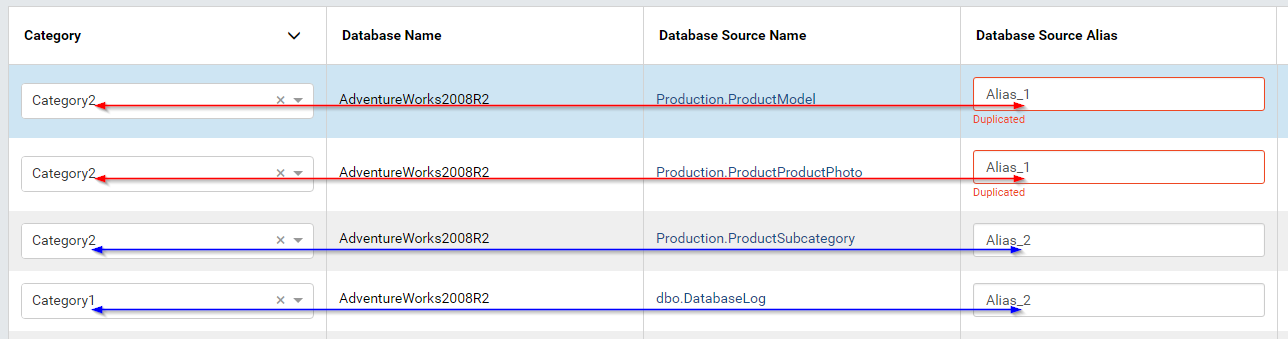 Category Database Name Database Source Name Database Source Alias
Category2 AdventureWorks2008R2 Production.ProductModel Alias_1
Duplicated
Category2 AdventureWorks2008R2 Production.ProductProductPhoto Alias_1
Duplicated
Category2 AdventureWorks2008R2 Production.ProductSubcategory Alias_2
Category1 AdventureWorks2008R2 dbo.DatabaseLog Alias_2